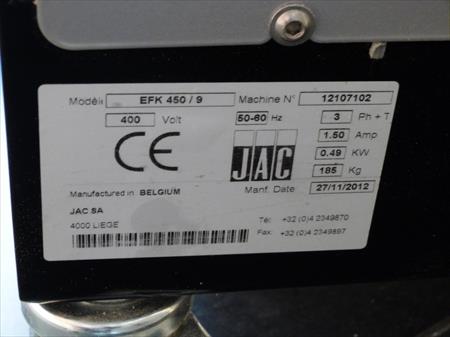 Modèle EFK 450 / 9 Machine N° 12107102
400 Volt 50-60 Hz 3 Ph + T
1.50 Amp
CE JAC 0.49 KW
185 Kg
Manufactured in BELGIUM Manf. Date 27/11/2012
JAC SA
4000 LIEGE
Tél: +32 (0)4 2349870
Fax: +32 (0)4 2349897